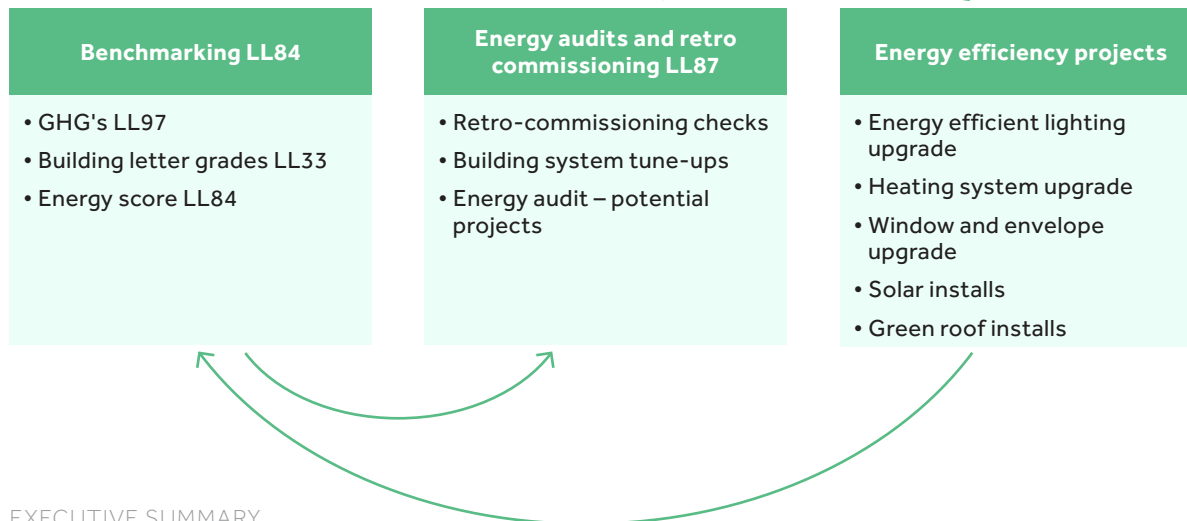 Benchmarking LL84
• GHG's LL97
• Building letter grades LL33
• Energy score LL84
Energy audits and retro
commissioning LL87
• Retro-commissioning checks
• Building system tune-ups
• Energy audit – potential
projects
Energy efficiency projects
• Energy efficient lighting
upgrade
• Heating system upgrade
• Window and envelope
upgrade
• Solar installs
• Green roof installs
EXECUTIVE SUMMARY